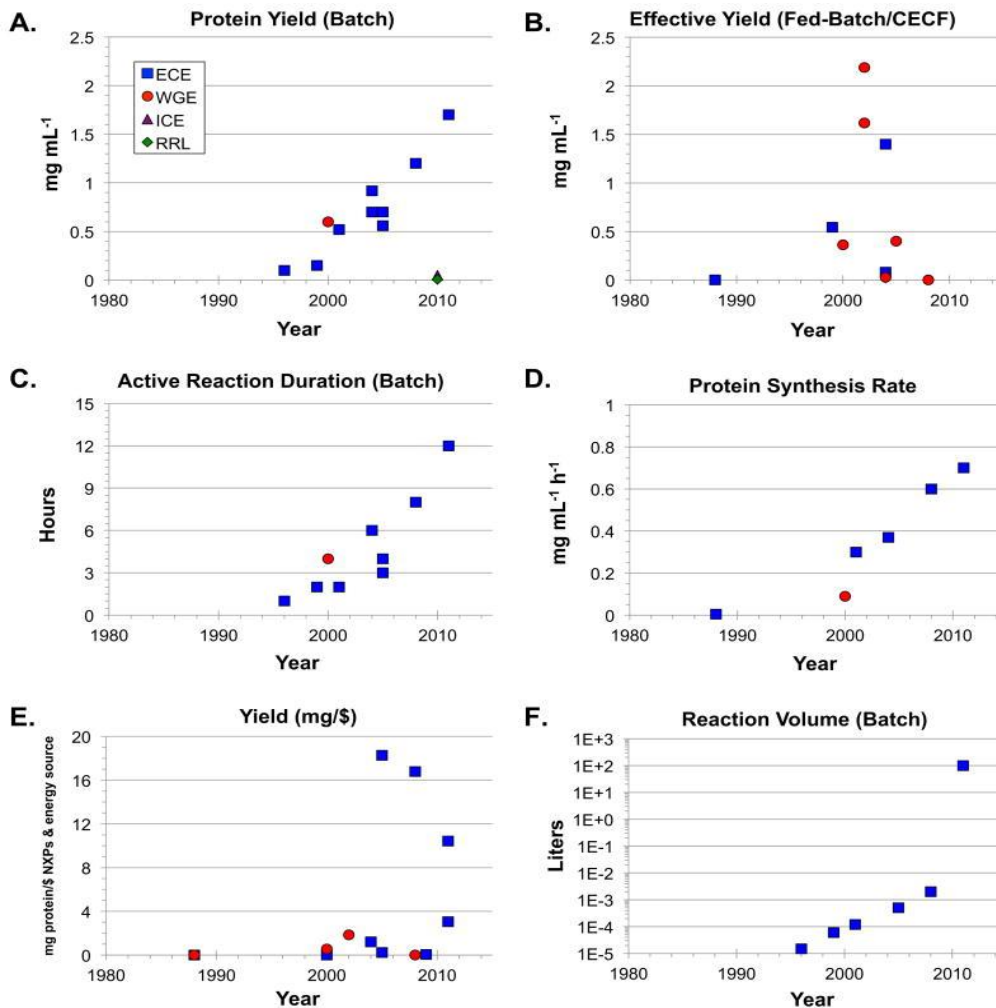 A.
Protein Yield (Batch)
2.5
2
1.5
1
0.5
0
mg mL-1
ECE
WGE
ICE
RRL
1980
1990
2000
2010
Year
B.
Effective Yield (Fed-Batch/CECF)
2.5
2
1.5
1
0.5
0
mg mL-1
1980
1990
2000
2010
Year
C.
Active Reaction Duration (Batch)
15
12
9
6
3
0
Hours
1980
1990
2000
2010
Year
D.
Protein Synthesis Rate
1
0.8
0.6
0.4
0.2
0
mg mL-1 h-1
1980
1990
2000
2010
Year
E.
Yield (mg/$)
20
16
12
8
4
0
mg protein/$ NXPs & energy source
1980
1990
2000
2010
Year
F.
Reaction Volume (Batch)
1E+3
1E+2
1E+1
1E+0
1E-1
1E-2
1E-3
1E-4
1E-5
Liters
1980
1990
2000
2010
Year